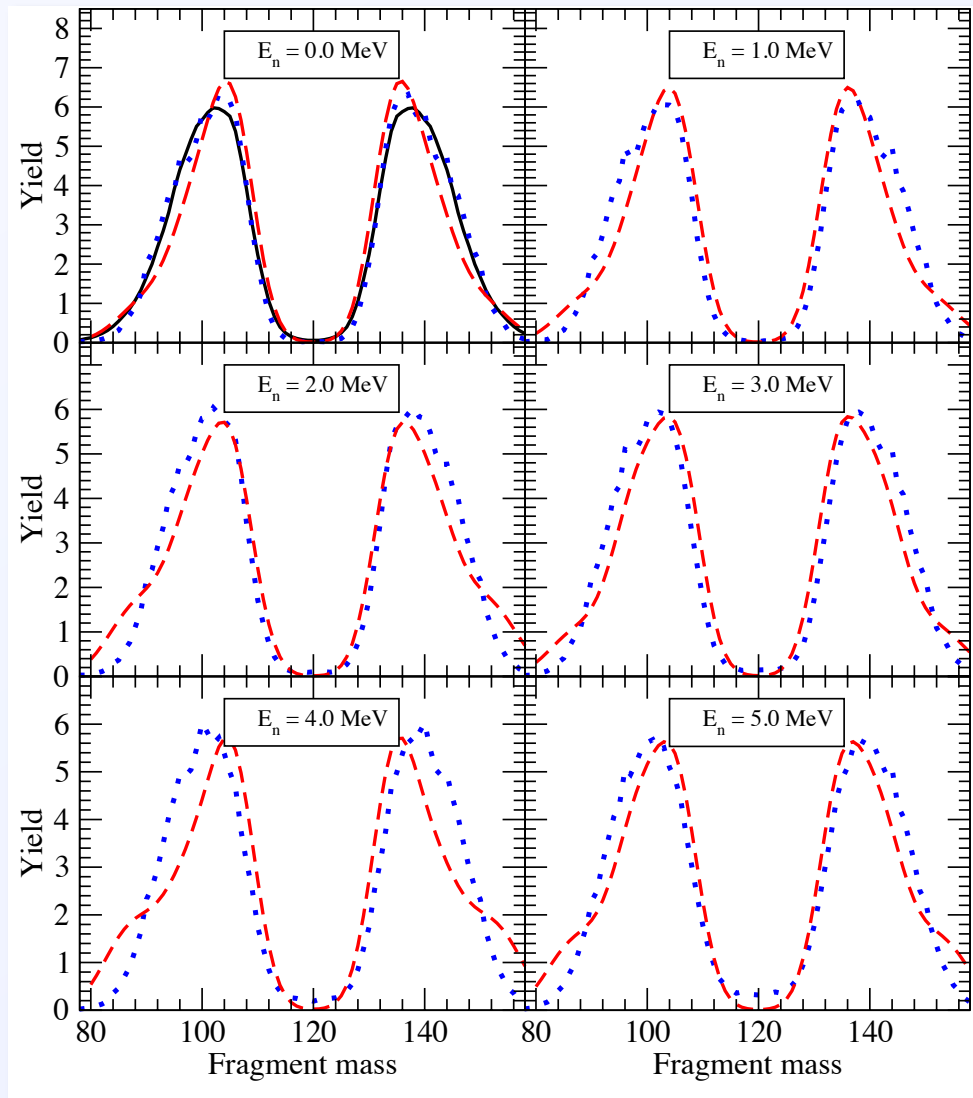 8
7
6
5
4
3
2
1
0
Yield
E_n = 0.0 MeV
E_n = 1.0 MeV
6
5
4
3
2
1
0
Yield
E_n = 2.0 MeV
E_n = 3.0 MeV
6
5
4
3
2
1
0
Yield
E_n = 4.0 MeV
E_n = 5.0 MeV
80 100 120 140
80 100 120 140
Fragment mass
Fragment mass